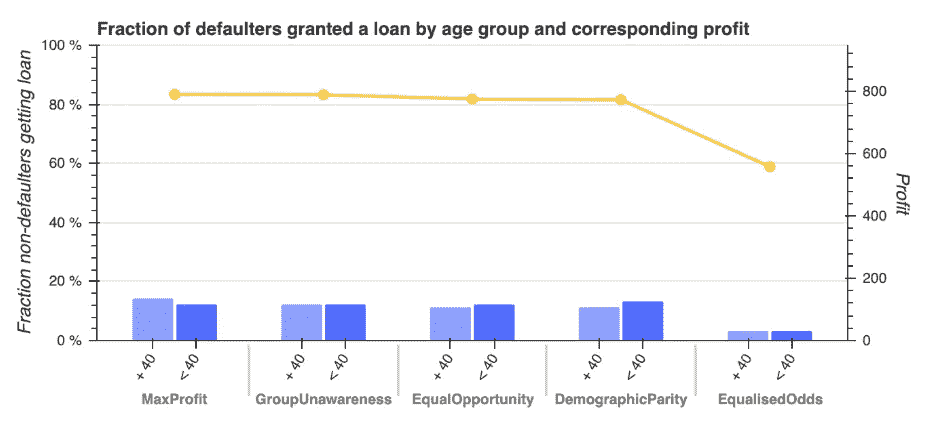 Fraction of defaulters granted a loan by age group and corresponding profit
Fraction non-defaulters getting loan
100 %
80 %
60 %
40 %
20 %
0 %
800
600
400
200
0
Profit
+ 40 < 40 + 40 < 40 + 40 < 40 + 40 < 40 + 40 < 40
MaxProfit GroupUnawareness EqualOpportunity DemographicParity EqualisedOdds